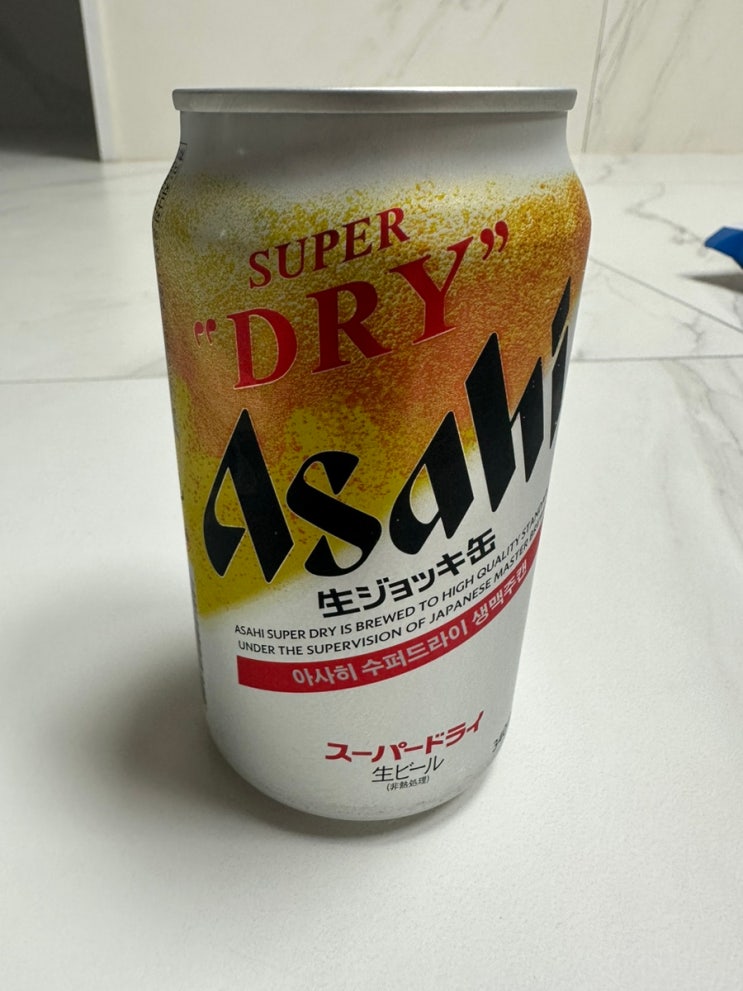 SUPER
"DRY"
Asahi
生ジョッキ缶
ASAHI SUPER DRY IS BREWED TO HIGH QUALITY
UNDER THE SUPERVISION OF JAPANESE MASTER
아사히 수퍼드라이 생맥주캔
スーパードライ
生ビール
(非熱処理)